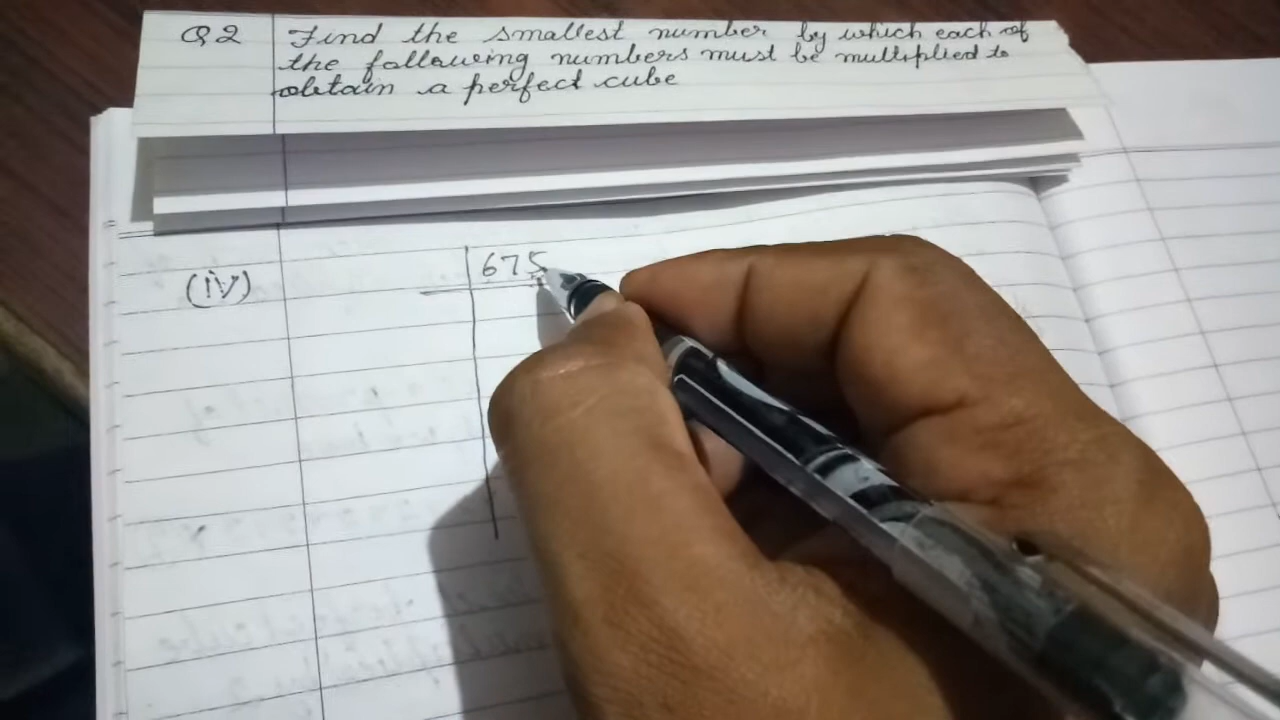 Q2 Find the smallest number by which each of
the following numbers must be multiplied to
obtain a perfect cube
(iv) 675